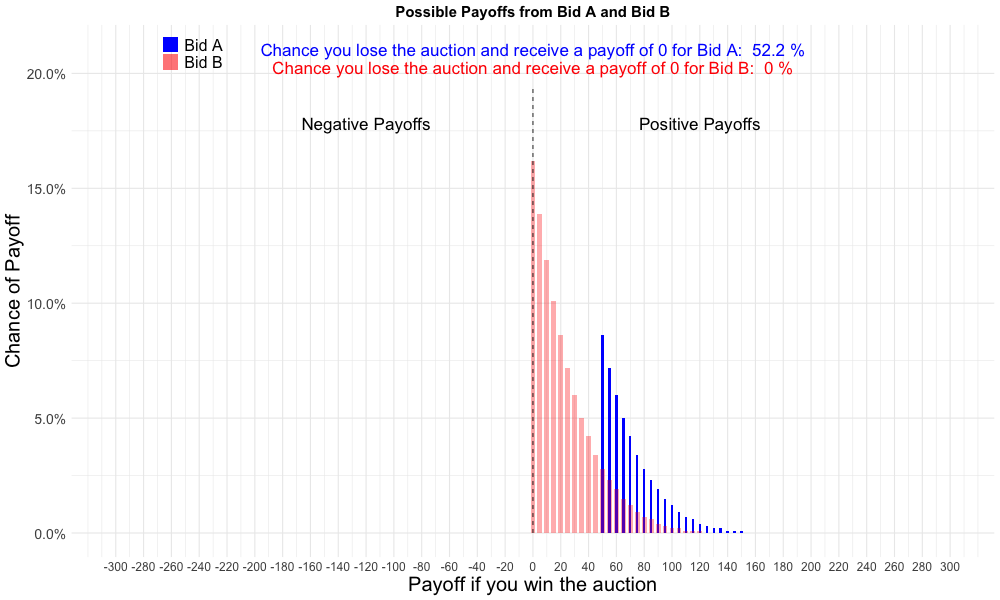 Possible Payoffs from Bid A and Bid B
Bid A
Bid B
Chance you lose the auction and receive a payoff of 0 for Bid A:  52.2 %
Chance you lose the auction and receive a payoff of 0 for Bid B:  0 %
Negative Payoffs
Positive Payoffs
Chance of Payoff
20.0%
15.0%
10.0%
5.0%
0.0%
-300 -280 -260 -240 -220 -200 -180 -160 -140 -120 -100 -80 -60 -40 -20 0 20 40 60 80 100 120 140 160 180 200 220 240 260 280 300
Payoff if you win the auction